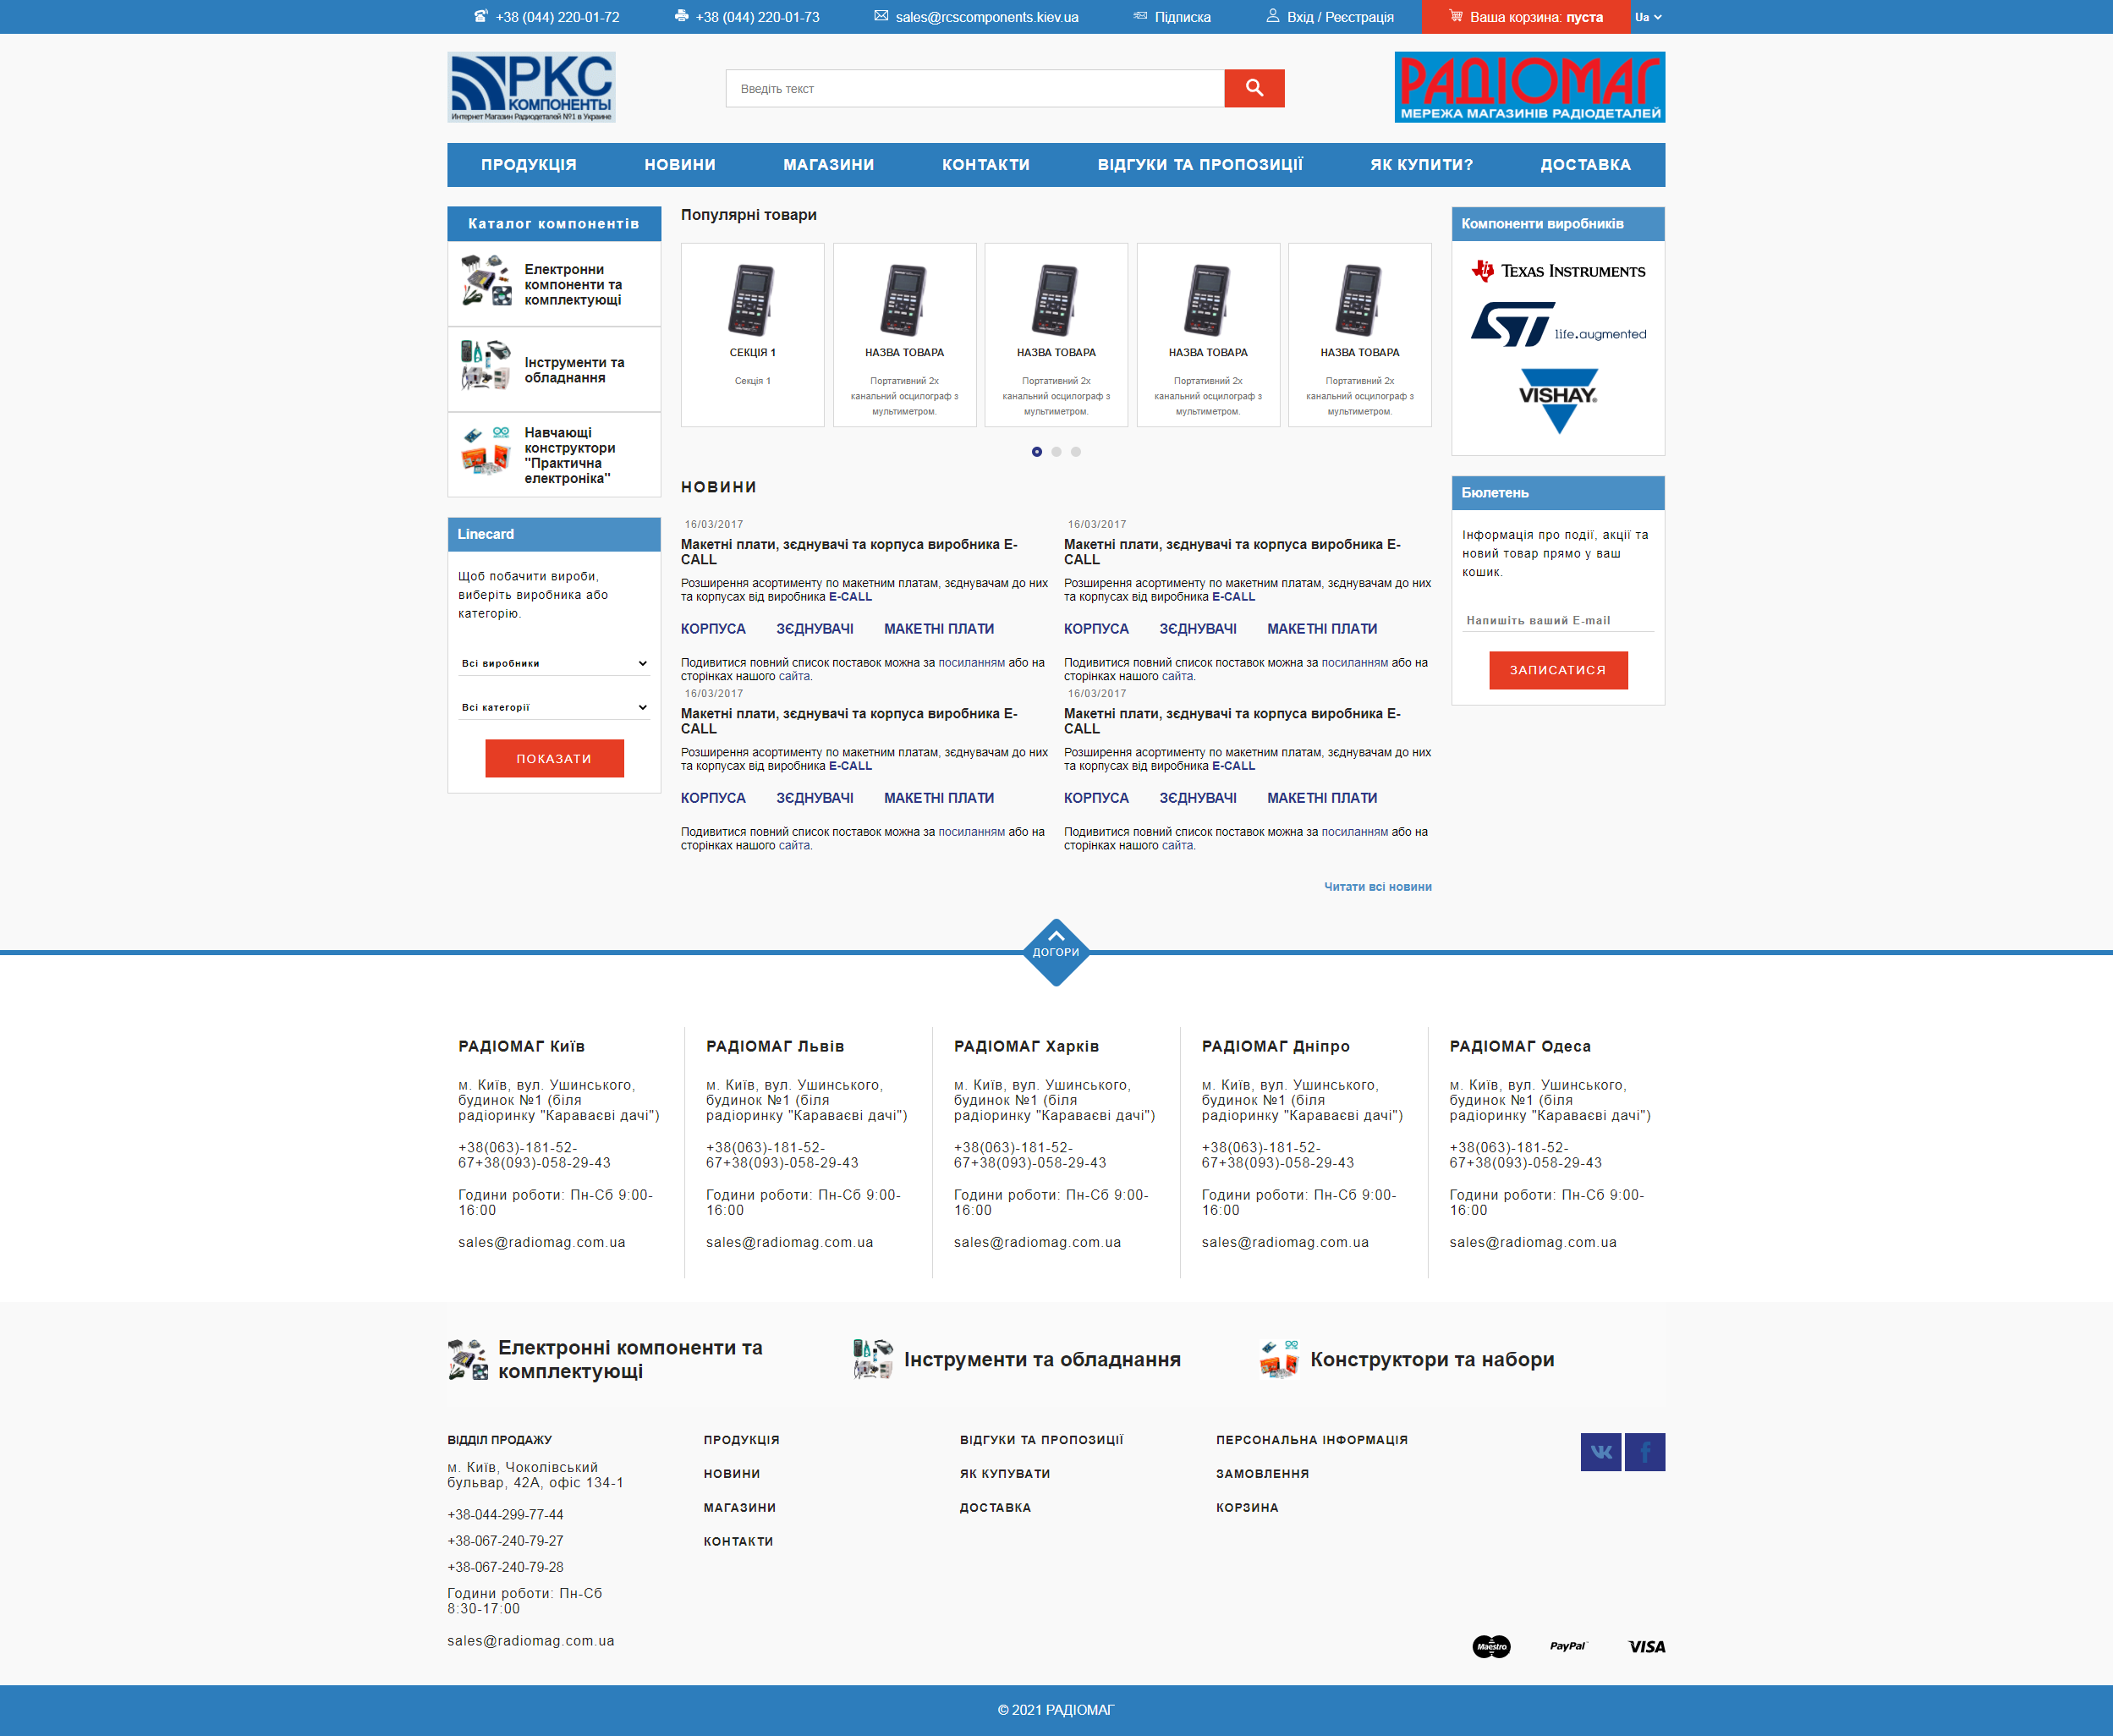 +38 (044) 220-01-72
+38 (044) 220-01-73
sales@rcscomponents.kiev.ua
Підписка
Вхід / Реєстрація
Ваша корзина: пуста
Ua
РКС
КОМПОНЕНТЫ
Интернет Магазин Радиодеталей №1 в Украине
Введіть текст
РАДІОМАГ
МЕРЕЖА МАГАЗИНІВ РАДІОДЕТАЛЕЙ
ПРОДУКЦІЯ
НОВИНИ
МАГАЗИНИ
КОНТАКТИ
ВІДГУКИ ТА ПРОПОЗИЦІЇ
ЯК КУПИТИ?
ДОСТАВКА
Каталог компонентів
Електронни
компоненти та
комплектующі
Інструменти та
обладнання
Навчаючі
конструктори
"Практична
електроніка"
Linecard
Щоб побачити вироби,
виберіть виробника або
категорію.
Всі виробники
Всі категорії
ПОКАЗАТИ
Популярні товари
СЕКЦІЯ 1
Секція 1
НАЗВА ТОВАРА
Портативний 2х
канальний осцилограф з
мультиметром.
НАЗВА ТОВАРА
Портативний 2х
канальний осцилограф з
мультиметром.
НАЗВА ТОВАРА
Портативний 2х
канальний осцилограф з
мультиметром.
НАЗВА ТОВАРА
Портативний 2х
канальний осцилограф з
мультиметром.
НОВИНИ
16/03/2017
Макетні плати, зєднувачі та корпуса виробника E-
CALL
Розширення асортименту по макетним платам, зєднувачам до них
та корпусах від виробника E-CALL
КОРПУСА ЗЄДНУВАЧІ МАКЕТНІ ПЛАТИ
Подивитися повний список поставок можна за посиланням або на
сторінках нашого сайта.
16/03/2017
Макетні плати, зєднувачі та корпуса виробника E-
CALL
Розширення асортименту по макетним платам, зєднувачам до них
та корпусах від виробника E-CALL
КОРПУСА ЗЄДНУВАЧІ МАКЕТНІ ПЛАТИ
Подивитися повний список поставок можна за посиланням або на
сторінках нашого сайта.
16/03/2017
Макетні плати, зєднувачі та корпуса виробника E-
CALL
Розширення асортименту по макетним платам, зєднувачам до них
та корпусах від виробника E-CALL
КОРПУСА ЗЄДНУВАЧІ МАКЕТНІ ПЛАТИ
Подивитися повний список поставок можна за посиланням або на
сторінках нашого сайта.
16/03/2017
Макетні плати, зєднувачі та корпуса виробника E-
CALL
Розширення асортименту по макетним платам, зєднувачам до них
та корпусах від виробника E-CALL
КОРПУСА ЗЄДНУВАЧІ МАКЕТНІ ПЛАТИ
Подивитися повний список поставок можна за посиланням або на
сторінках нашого сайта.
Читати всі новини
Компоненти виробників
TEXAS INSTRUMENTS
ST life.augmented
VISHAY.
Бюлетень
Інформація про події, акції та
новий товар прямо у ваш
кошик.
Напишіть ваший E-mail
ЗАПИСАТИСЯ
ДОГОРИ
РАДІОМАГ Київ
м. Київ, вул. Ушинського,
будинок №1 (біля
радіоринку "Караваєві дачі")
+38(063)-181-52-
67+38(093)-058-29-43
Години роботи: Пн-Сб 9:00-
16:00
sales@radiomag.com.ua
РАДІОМАГ Львів
м. Київ, вул. Ушинського,
будинок №1 (біля
радіоринку "Караваєві дачі")
+38(063)-181-52-
67+38(093)-058-29-43
Години роботи: Пн-Сб 9:00-
16:00
sales@radiomag.com.ua
РАДІОМАГ Харків
м. Київ, вул. Ушинського,
будинок №1 (біля
радіоринку "Караваєві дачі")
+38(063)-181-52-
67+38(093)-058-29-43
Години роботи: Пн-Сб 9:00-
16:00
sales@radiomag.com.ua
РАДІОМАГ Дніпро
м. Київ, вул. Ушинського,
будинок №1 (біля
радіоринку "Караваєві дачі")
+38(063)-181-52-
67+38(093)-058-29-43
Години роботи: Пн-Сб 9:00-
16:00
sales@radiomag.com.ua
РАДІОМАГ Одеса
м. Київ, вул. Ушинського,
будинок №1 (біля
радіоринку "Караваєві дачі")
+38(063)-181-52-
67+38(093)-058-29-43
Години роботи: Пн-Сб 9:00-
16:00
sales@radiomag.com.ua
Електронні компоненти та
комплектующі
Інструменти та обладнання
Конструктори та набори
ВІДДІЛ ПРОДАЖУ
м. Київ, Чоколівський
бульвар, 42А, офіс 134-1
+38-044-299-77-44
+38-067-240-79-27
+38-067-240-79-28
Години роботи: Пн-Сб
8:30-17:00
sales@radiomag.com.ua
ПРОДУКЦІЯ
НОВИНИ
МАГАЗИНИ
КОНТАКТИ
ВІДГУКИ ТА ПРОПОЗИЦІЇ
ЯК КУПУВАТИ
ДОСТАВКА
ПЕРСОНАЛЬНА ІНФОРМАЦІЯ
ЗАМОВЛЕННЯ
КОРЗИНА
Maestro
PayPal
VISA
© 2021 РАДІОМАГ